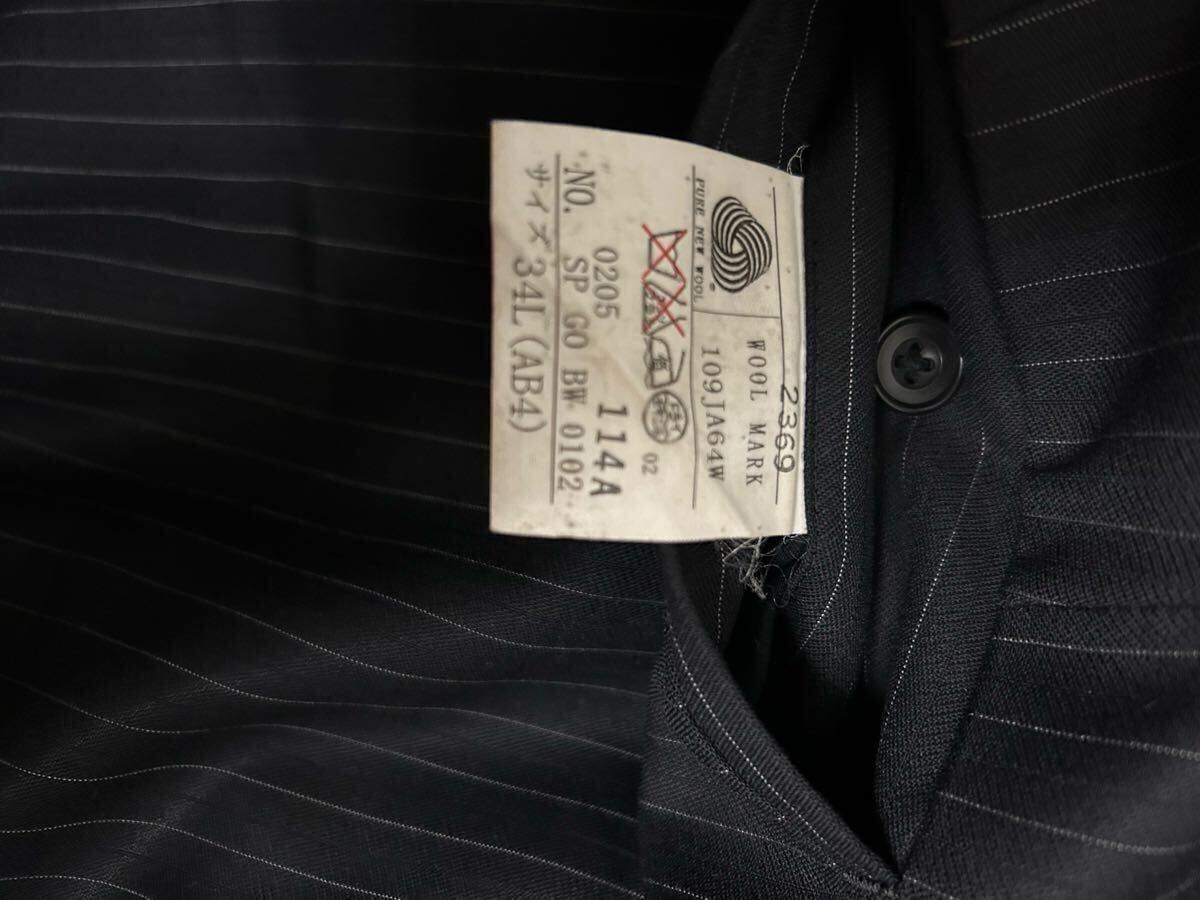 2369
WOOL MARK
109JA64W
PURE NEW WOOL
02
114A
NO. 0205
SP GO BW 0102
サイズ 34L(AB4)